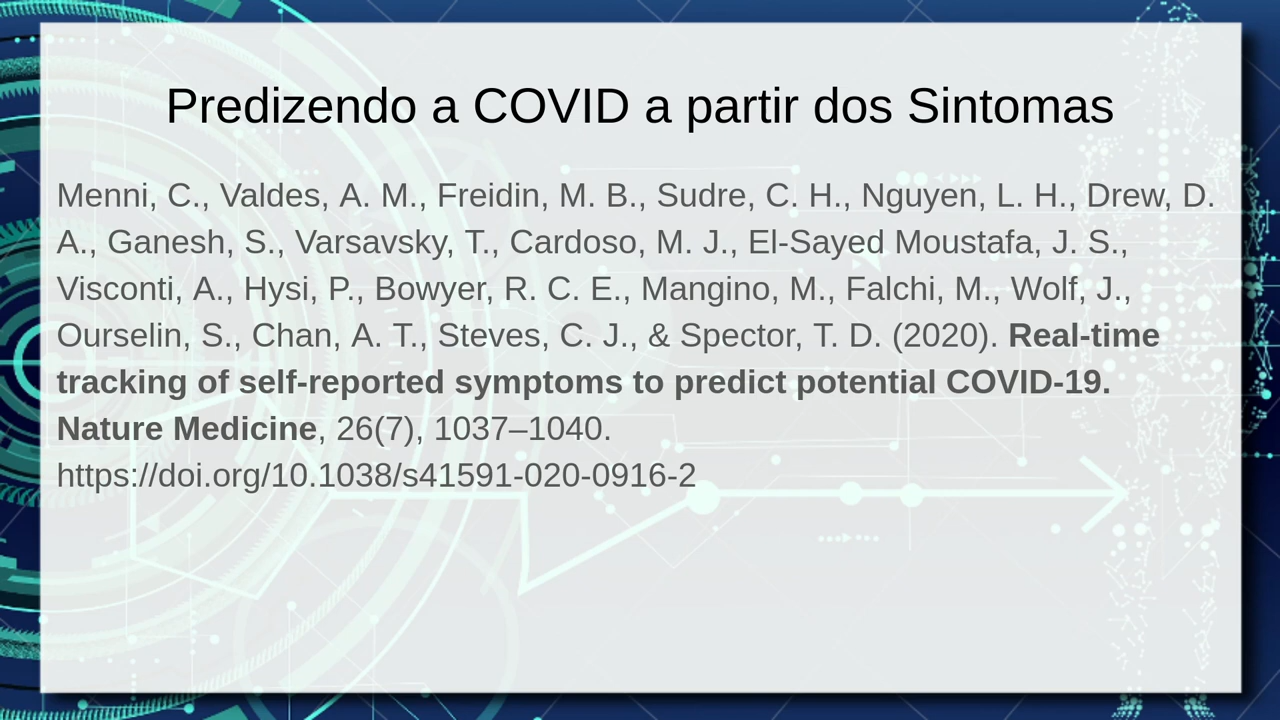 Predizendo a COVID a partir dos Sintomas
Menni, C., Valdes, A. M., Freidin, M. B., Sudre, C. H., Nguyen, L. H., Drew, D.
A., Ganesh, S., Varsavsky, T., Cardoso, M. J., El-Sayed Moustafa, J. S.,
Visconti, A., Hysi, P., Bowyer, R. C. E., Mangino, M., Falchi, M., Wolf, J.,
Ourselin, S., Chan, A. T., Steves, C. J., & Spector, T. D. (2020). Real-time
tracking of self-reported symptoms to predict potential COVID-19.
Nature Medicine, 26(7), 1037–1040.
https://doi.org/10.1038/s41591-020-0916-2